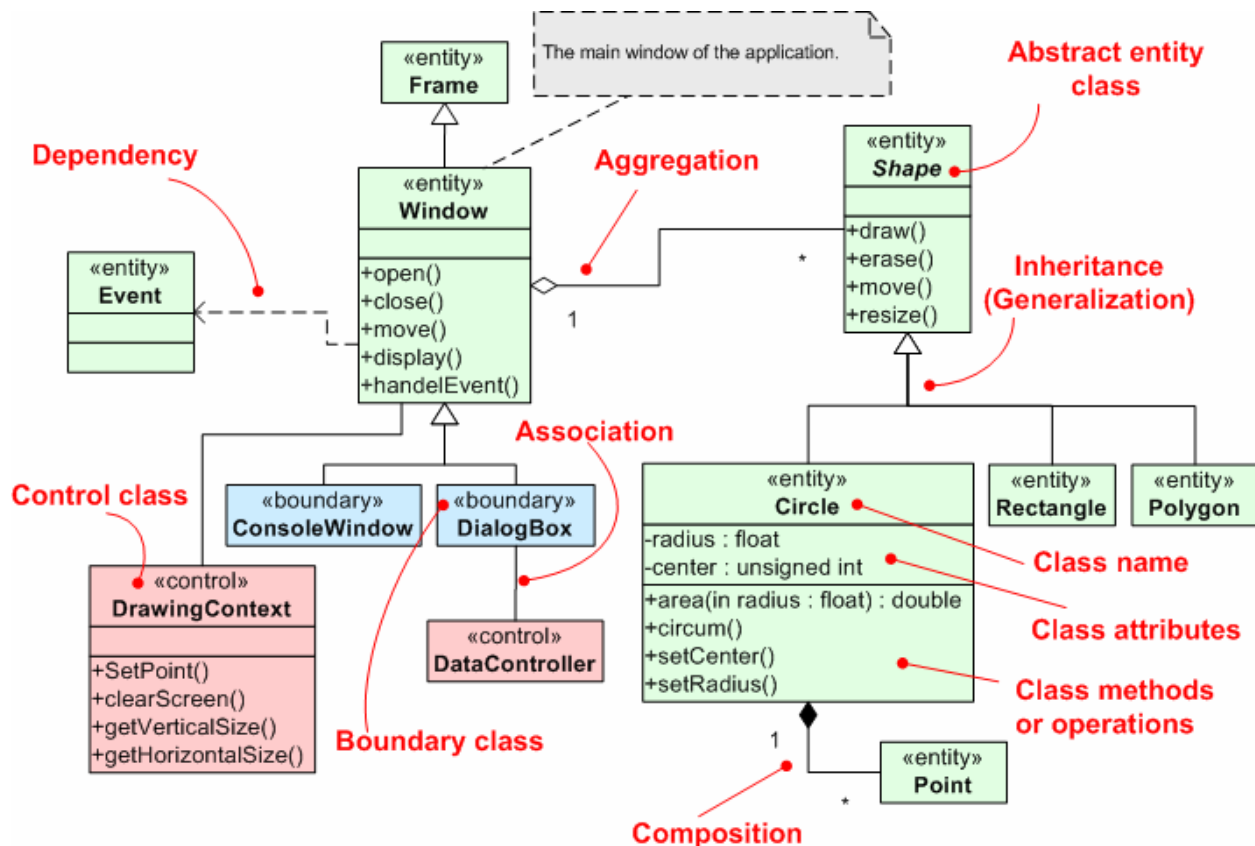 «entity»
Frame
The main window of the application.
Abstract entity
class
Dependency
«entity»
Window
+open()
+close()
+move()
+display()
+handelEvent()
Aggregation
1
*
«entity»
Shape
+draw()
+erase()
+move()
+resize()
«entity»
Event
Inheritance
(Generalization)
Association
Control class
«boundary»
ConsoleWindow
«boundary»
DialogBox
«entity»
Circle
-radius : float
-center : unsigned int
+area(in radius : float) : double
+circum()
+setCenter()
+setRadius()
«entity»
Rectangle
«entity»
Polygon
Class name
Class attributes
Class methods
or operations
«control»
DrawingContext
+SetPoint()
+clearScreen()
+getVerticalSize()
+getHorizontalSize()
«control»
DataController
Boundary class
1
*
«entity»
Point
Composition